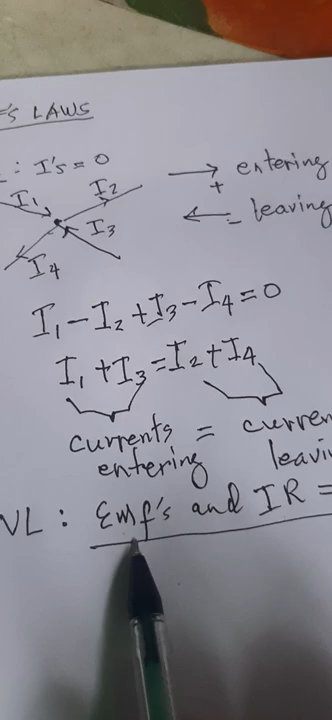 'S LAWS
: I's = 0
entering
+
I1
I2
leaving
-
I3
I4
I1 - I2 + I3 - I4 = 0
I1 + I3 = I2 + I4
currents = curren
entering leavi
VL : Emf's and IR =